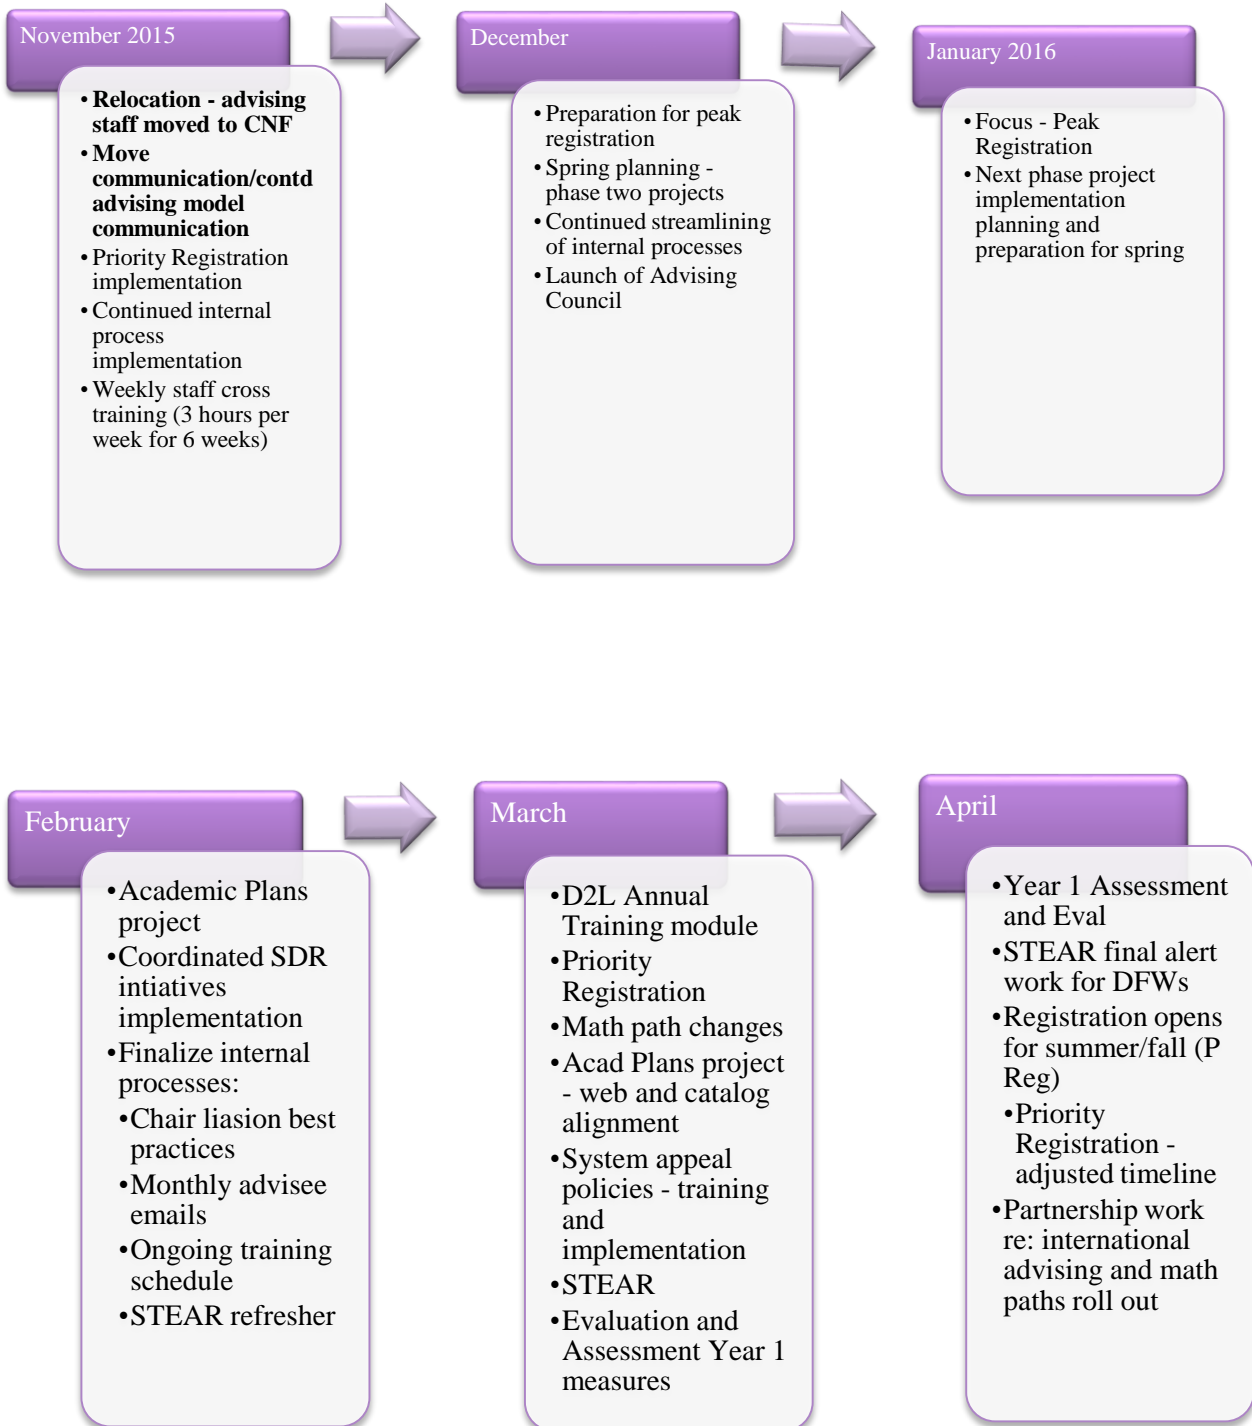 November 2015
• Relocation - advising
staff moved to CNF
• Move
communication/contd
advising model
communication
• Priority Registration
implementation
• Continued internal
process
implementation
• Weekly staff cross
training (3 hours per
week for 6 weeks)
December
• Preparation for peak
registration
• Spring planning -
phase two projects
• Continued streamlining
of internal processes
• Launch of Advising
Council
January 2016
• Focus - Peak
Registration
• Next phase project
implementation
planning and
preparation for spring
February
•Academic Plans
project
•Coordinated SDR
intiatives
implementation
•Finalize internal
processes:
•Chair liasion best
practices
•Monthly advisee
emails
•Ongoing training
schedule
•STEAR refresher
March
•D2L Annual
Training module
•Priority
Registration
•Math path changes
•Acad Plans project
- web and catalog
alignment
•System appeal
policies - training
and
implementation
•STEAR
•Evaluation and
Assessment Year 1
measures
April
•Year 1 Assessment
and Eval
•STEAR final alert
work for DFWs
•Registration opens
for summer/fall (P
Reg)
•Priority
Registration -
adjusted timeline
•Partnership work
re: international
advising and math
paths roll out